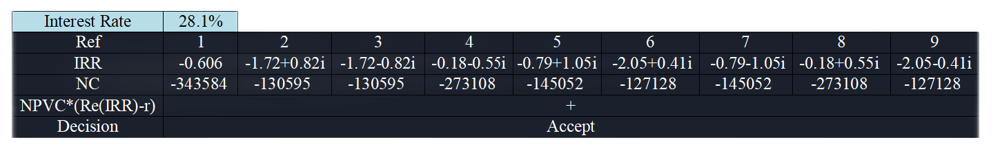 Interest Rate 28.1%
Ref 1 2 3 4 5 6 7 8 9
IRR -0.606 -1.72+0.82i -1.72-0.82i -0.18-0.55i -0.79+1.05i -2.05+0.41i -0.79-1.05i -0.18+0.55i -2.05-0.41i
NC -343584 -130595 -130595 -273108 -145052 -127128 -145052 -273108 -127128
NPVC*(Re(IRR)-r) +
Decision Accept